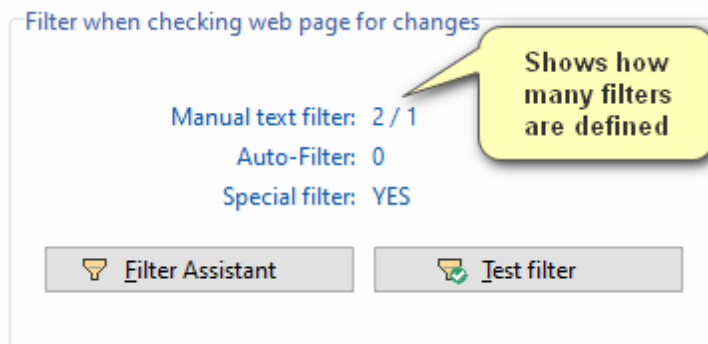 Filter when checking web page for changes
Shows how
many filters
are defined
Manual text filter: 2 / 1
Auto-Filter: 0
Special filter: YES
Filter Assistant
Test filter